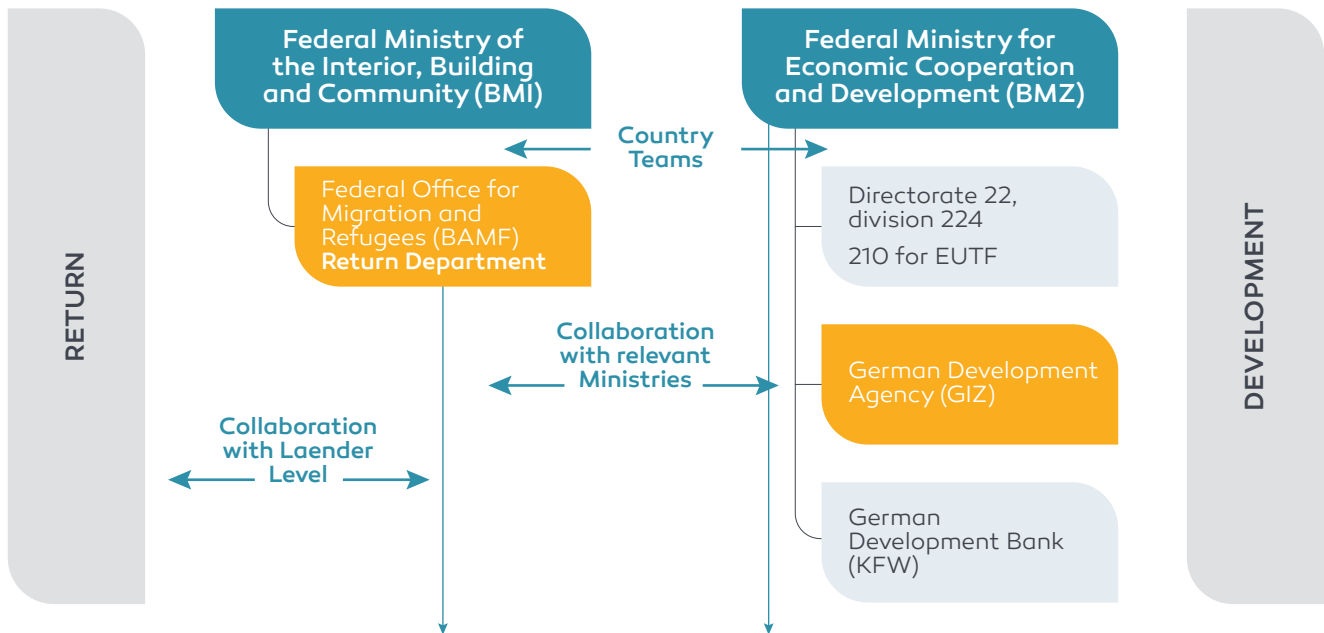 RETURN
Federal Ministry of
the Interior, Building
and Community (BMI)
Federal Ministry for
Economic Cooperation
and Development (BMZ)
Country
Teams
Federal Office for
Migration and
Refugees (BAMF)
Return Department
Directorate 22,
division 224
210 for EUTF
Collaboration
with relevant
Ministries
German Development
Agency (GIZ)
Collaboration
with Laender
Level
German
Development Bank
(KFW)
DEVELOPMENT